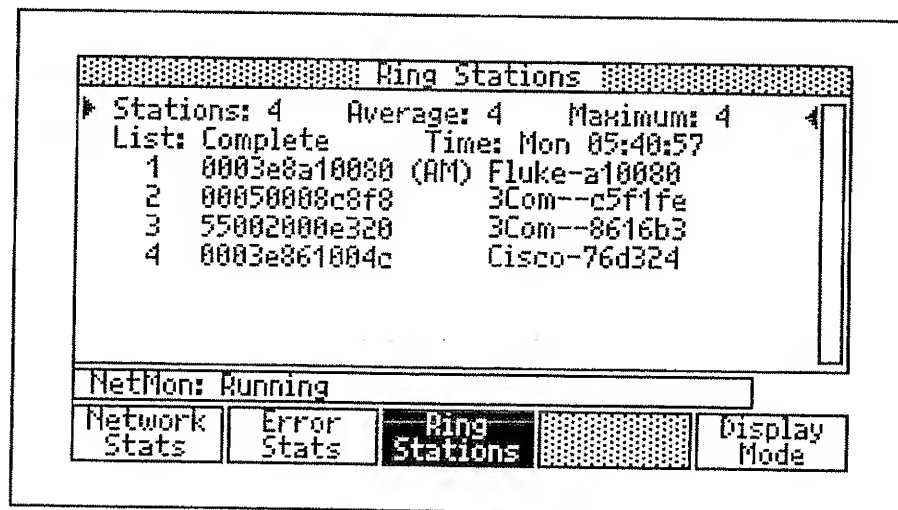 Ring Stations
Stations: 4 Average: 4 Maximum: 4
List: Complete Time: Mon 05:40:57
1 0003e8a10080 (AM) Fluke-a10080
2 00050008c8f8 3Com--c5f1fe
3 55002000e320 3Com--8616b3
4 0003e861004c Cisco-76d324
NetMon: Running
Network Stats
Error Stats
Ring Stations
Display Mode